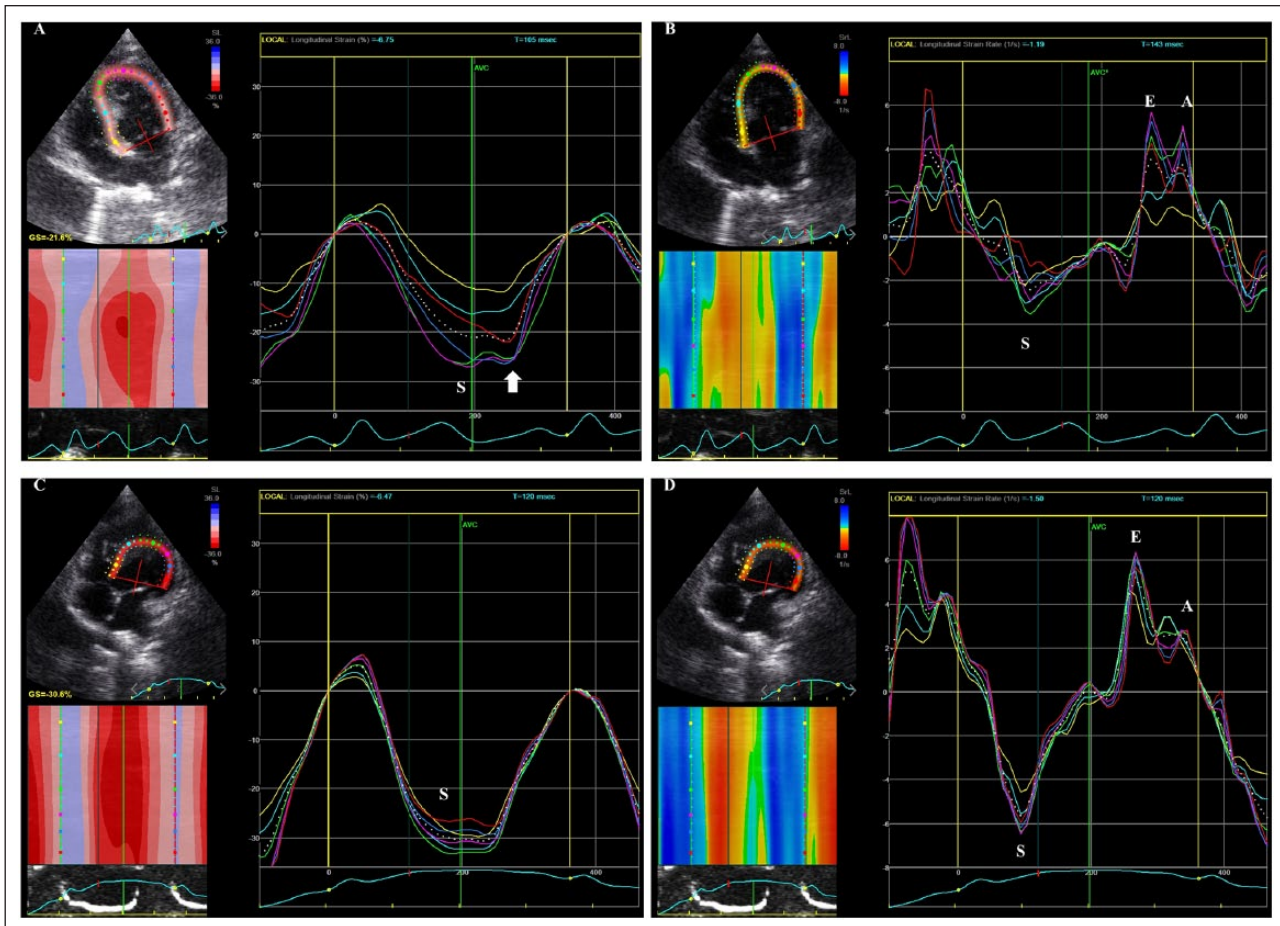 A
SL
36.0
-36.0
%
GS=-21.6%
LOCAL: Longitudinal Strain (%) =-6.75 T=105 msec
AVC
30
20
10
0
-10
-20
-30
S
0 200 400
B
SrL
8.0
-8.0
1/s
LOCAL: Longitudinal Strain Rate (1/s) =-1.19 T=143 msec
AVC*
E A
6
4
2
0
-2
-4
-6
-8
S
0 200 400
C
SL
36.0
-36.0
%
GS=-30.6%
LOCAL: Longitudinal Strain (%) =-6.47 T=120 msec
AVC
30
20
10
0
-10
-20
-30
S
0 200 400
D
SrL
8.0
-8.0
1/s
LOCAL: Longitudinal Strain Rate (1/s) =-1.50 T=120 msec
AVC
E
A
6
4
2
0
-2
-4
-6
-8
S
0 200 400